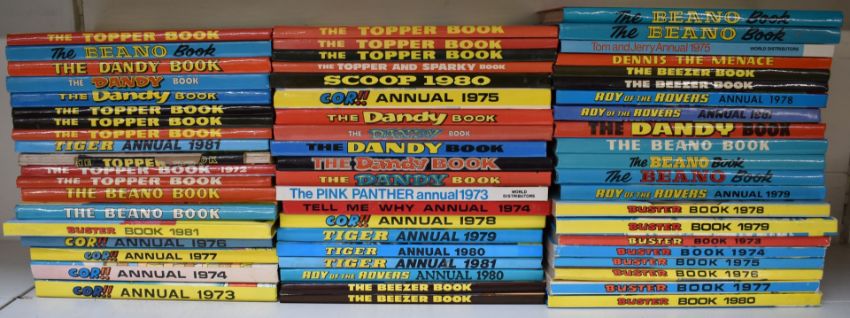 THE TOPPER BOOK
The BEANO Book
THE DANDY BOOK
THE DANDY BOOK
The Dandy BOOK
THE TOPPER BOOK
THE TOPPER BOOK
THE TOPPER BOOK
TIGER ANNUAL 1981
THE TOPPER BOOK
THE TOPPER BOOK 1972
THE TOPPER BOOK
THE BEANO BOOK
THE BEANO BOOK
BUSTER BOOK 1981
COR!! ANNUAL 1976
COR!! ANNUAL 1977
COR!! ANNUAL 1974
COR!! ANNUAL 1973
THE TOPPER BOOK
THE TOPPER BOOK
THE TOPPER BOOK
THE TOPPER AND SPARKY BOOK
SCOOP 1980
COR!! ANNUAL 1975
THE Dandy BOOK
THE DANDY BOOK
THE DANDY BOOK
THE Dandy BOOK
THE DANDY BOOK
The PINK PANTHER annual 1973 WORLD DISTRIBUTORS
TELL ME WHY ANNUAL 1974
COR!! ANNUAL 1978
TIGER ANNUAL 1979
TIGER ANNUAL 1980
TIGER ANNUAL 1981
ROY OF THE ROVERS ANNUAL 1980
THE BEEZER BOOK
THE BEEZER BOOK
The BEANO Book
The BEANO Book
Tom and Jerry Annual 1975 WORLD DISTRIBUTORS
DENNIS THE MENACE
THE BEEZER BOOK
THE BEEZER BOOK
ROY OF THE ROVERS ANNUAL 1978
ROY OF THE ROVERS ANNUAL 1981
THE DANDY BOOK
THE BEANO BOOK
The BEANO Book
THE BEANO BOOK
ROY OF THE ROVERS ANNUAL 1979
BUSTER BOOK 1978
BUSTER BOOK 1979
BUSTER BOOK 1973
BUSTER BOOK 1974
BUSTER BOOK 1975
BUSTER BOOK 1976
BUSTER BOOK 1977
BUSTER BOOK 1980